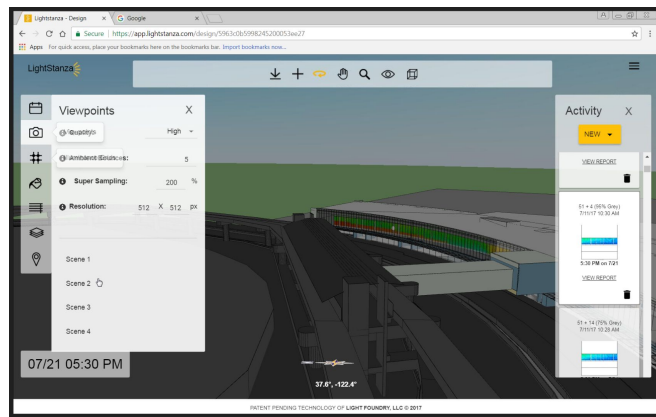 Lightstanza - Design
Google
Secure https://app.lightstanza.com/design/5963c0b5998245200053ee27
Apps For quick access, place your bookmarks here on the bookmarks bar. Import bookmarks now...
LightStanza
Viewpoints X
High
5
Super Sampling: 200 %
Resolution: 512 X 512 px
Scene 1
Scene 2
Scene 3
Scene 4
07/21 05:30 PM
37.6°, -122.4°
Activity X
NEW
VIEW REPORT
51 + 4 (95% Grey)
7/11/17 10:30 AM
5:30 PM on 7/21
VIEW REPORT
51 + 14 (75% Grey)
7/11/17 10:25 AM
PATENT PENDING TECHNOLOGY OF LIGHT FOUNDRY, LLC © 2017